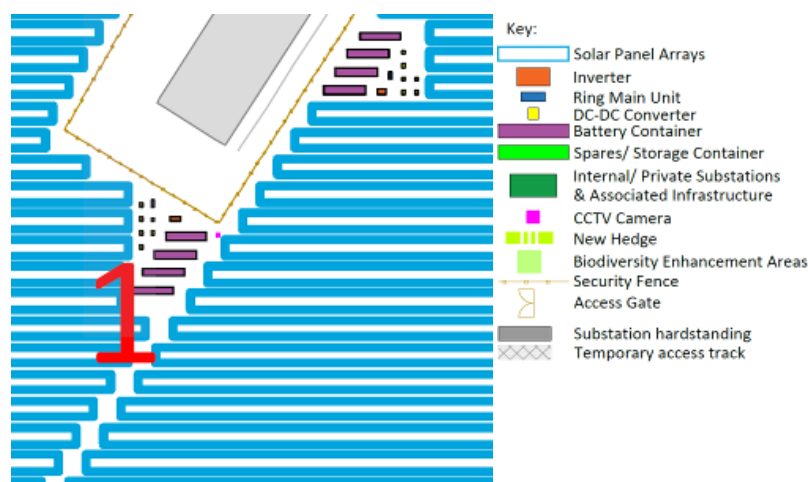 1
Key:
Solar Panel Arrays
Inverter
Ring Main Unit
DC-DC Converter
Battery Container
Spares/ Storage Container
Internal/ Private Substations
& Associated Infrastructure
CCTV Camera
New Hedge
Biodiversity Enhancement Areas
Security Fence
Access Gate
Substation hardstanding
Temporary access track